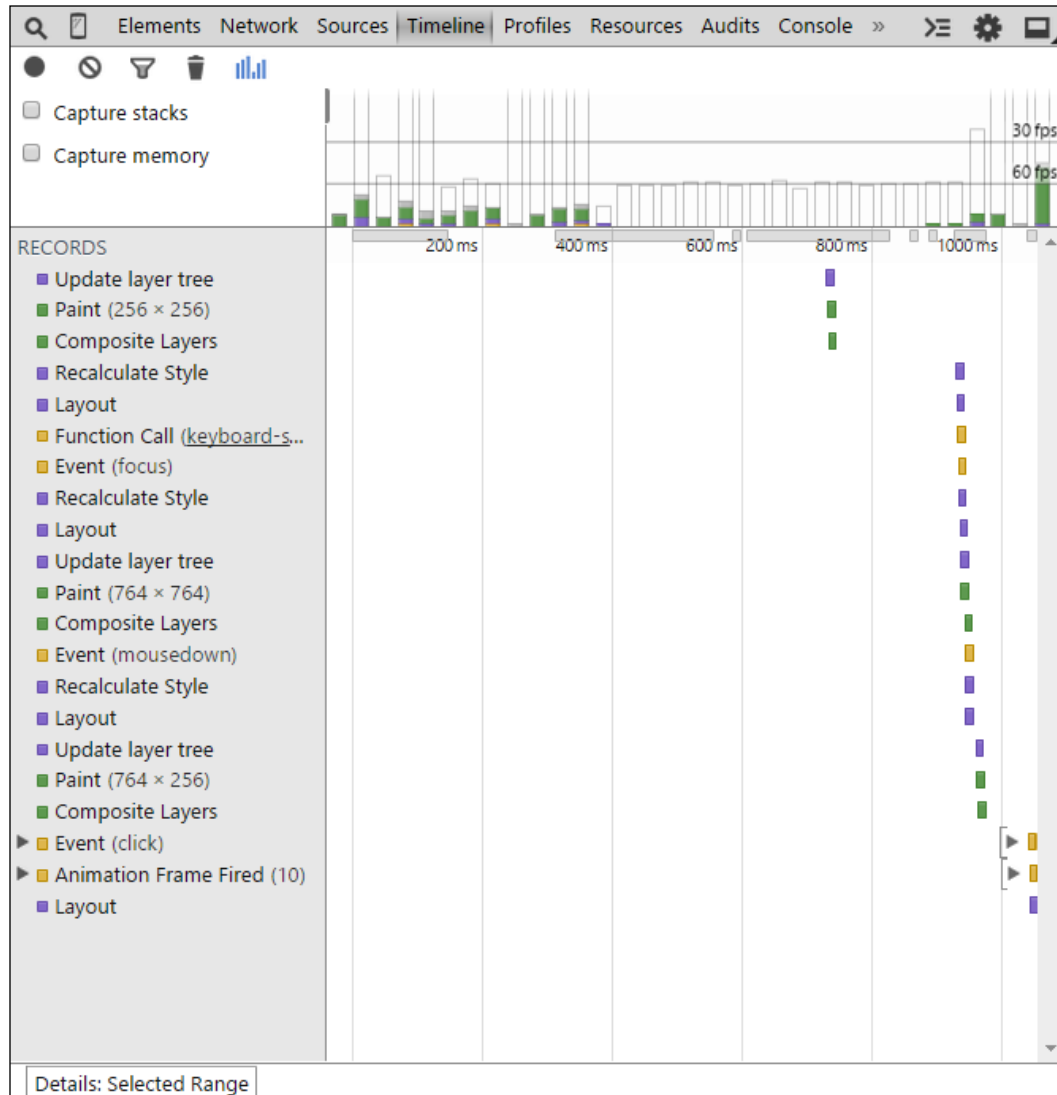 Elements Network Sources Timeline Profiles Resources Audits Console »
Capture stacks
Capture memory
30 fps
60 fps
RECORDS
200 ms 400 ms 600 ms 800 ms 1000 ms
Update layer tree
Paint (256 × 256)
Composite Layers
Recalculate Style
Layout
Function Call (keyboard-s...
Event (focus)
Recalculate Style
Layout
Update layer tree
Paint (764 × 764)
Composite Layers
Event (mousedown)
Recalculate Style
Layout
Update layer tree
Paint (764 × 256)
Composite Layers
Event (click)
Animation Frame Fired (10)
Layout
Details: Selected Range